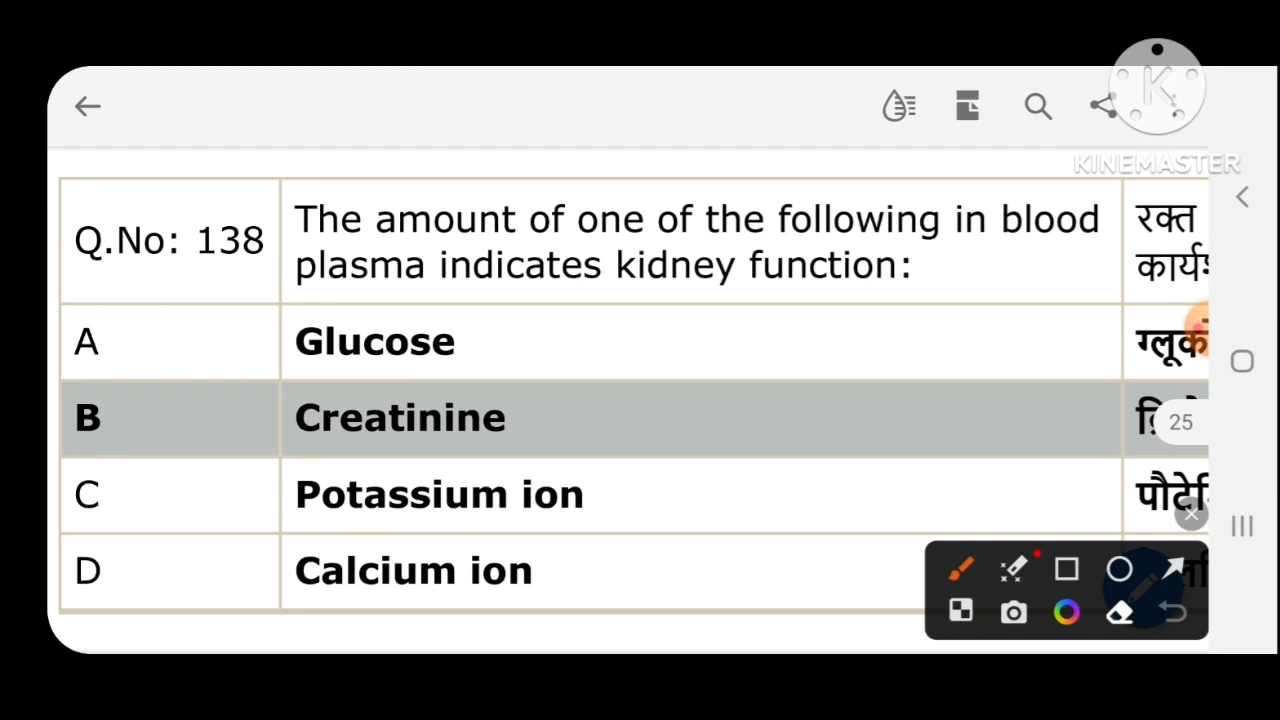 KINEMASTER
Q.No: 138
The amount of one of the following in blood
plasma indicates kidney function:
रक्त
A
Glucose
B
Creatinine
25
C
Potassium ion
D
Calcium ion